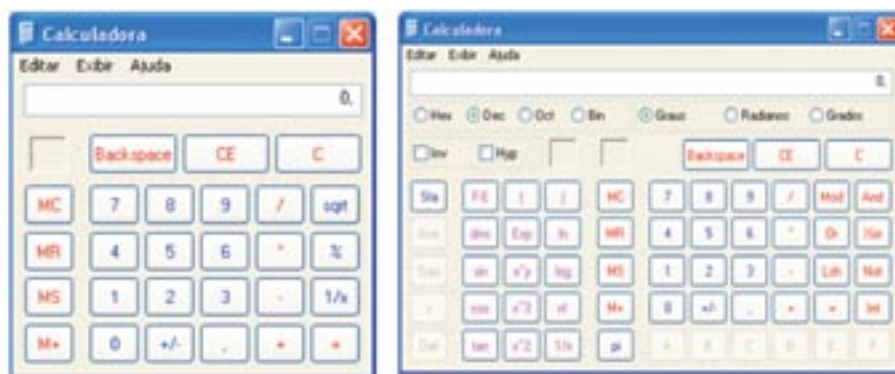 Calculadora
Editar Exibir Ajuda
0,
Backspace CE C
MC 7 8 9 / sqrt
MR 4 5 6 * %
MS 1 2 3 - 1/x
M+ 0 +/- , + =
Calculadora
Editar Exibir Ajuda
0,
Hex Dec Oct Bin Graus Radianos Grados
Inv Hyp Backspace CE C
Sta F-E ( ) MC 7 8 9 / Mod And
Ave dms Exp ln MR 4 5 6 * Or Xor
Sum sin x^y log MS 1 2 3 - Lsh Not
s cos x^3 n! M+ 0 +/- , + = Int
Dat tan x^2 1/x pi A B C D E F